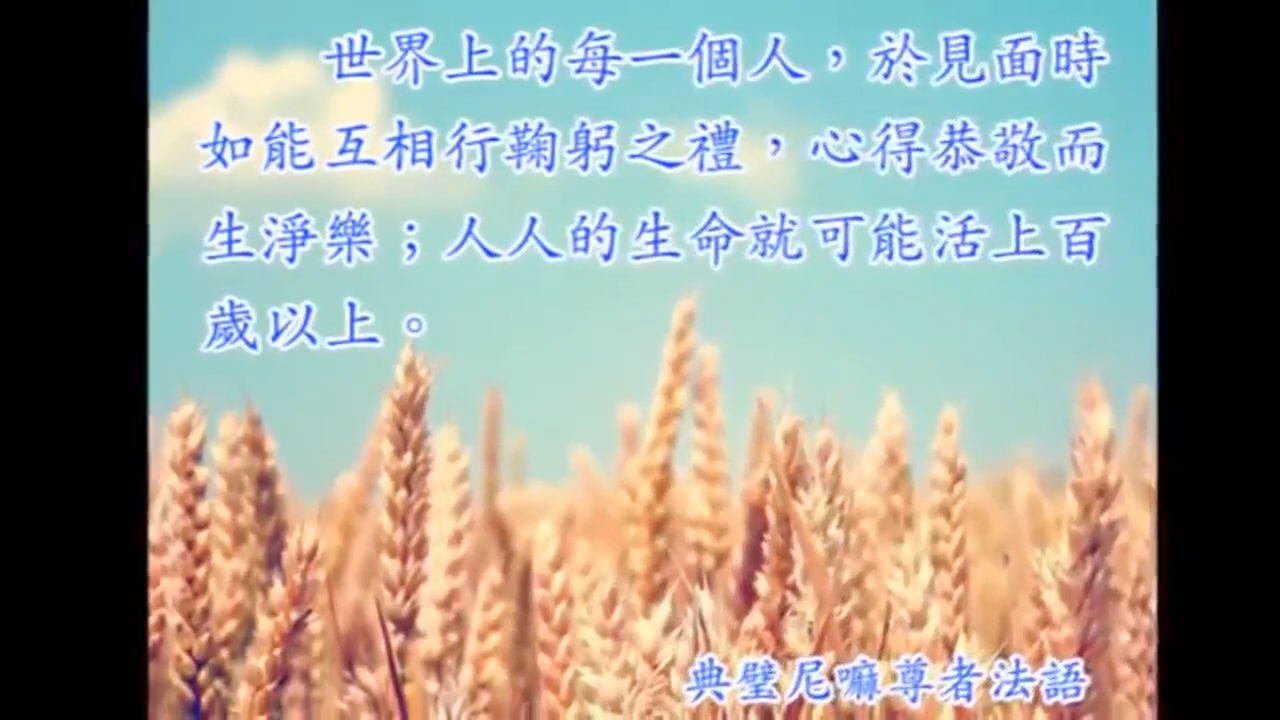 世界上的每一個人，於見面時
如能互相行鞠躬之禮，心得恭敬而
生淨樂；人人的生命就可能活上百
歲以上。
典璧尼嘛尊者法語